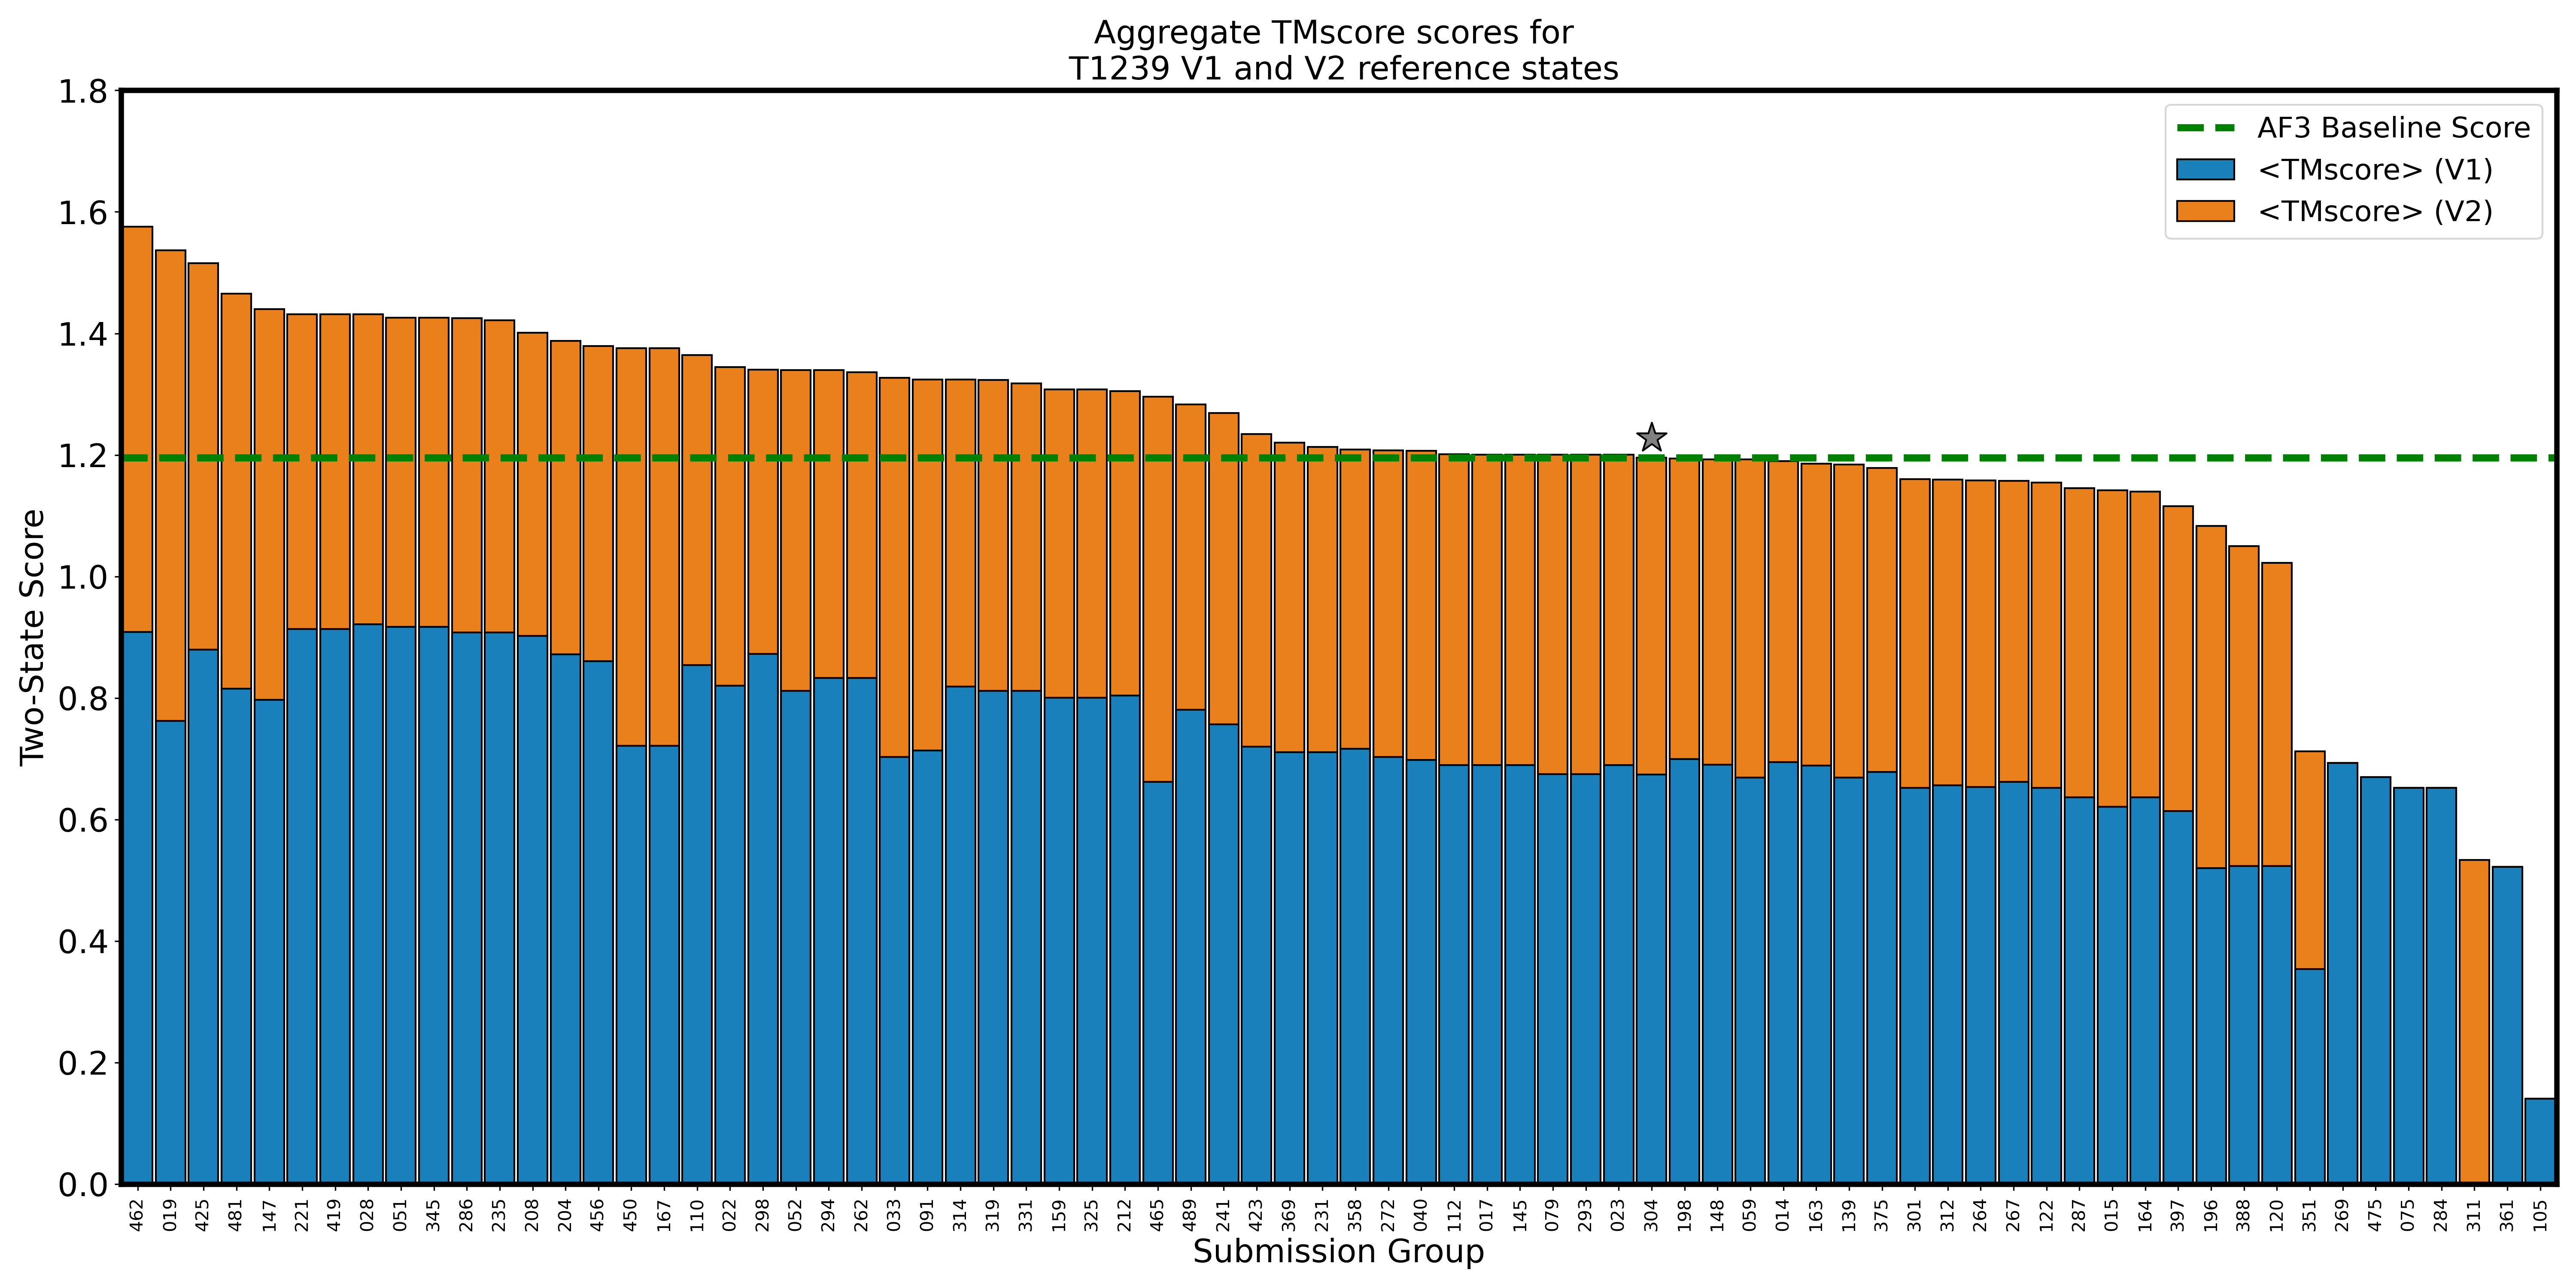 Aggregate TMscore scores for
T1239 V1 and V2 reference states
AF3 Baseline Score
<TMscore> (V1)
<TMscore> (V2)
Two-State Score
1.8
1.6
1.4
1.2
1.0
0.8
0.6
0.4
0.2
0.0
462 019 425 481 147 221 419 028 051 345 286 235 208 204 456 450 167 110 022 298 052 294 262 033 091 314 319 331 159 325 212 465 489 241 423 369 231 358 272 040 112 017 145 079 293 023 304 198 148 059 014 163 139 375 301 312 264 267 122 287 015 164 397 196 388 120 351 269 475 075 284 311 361 105
Submission Group